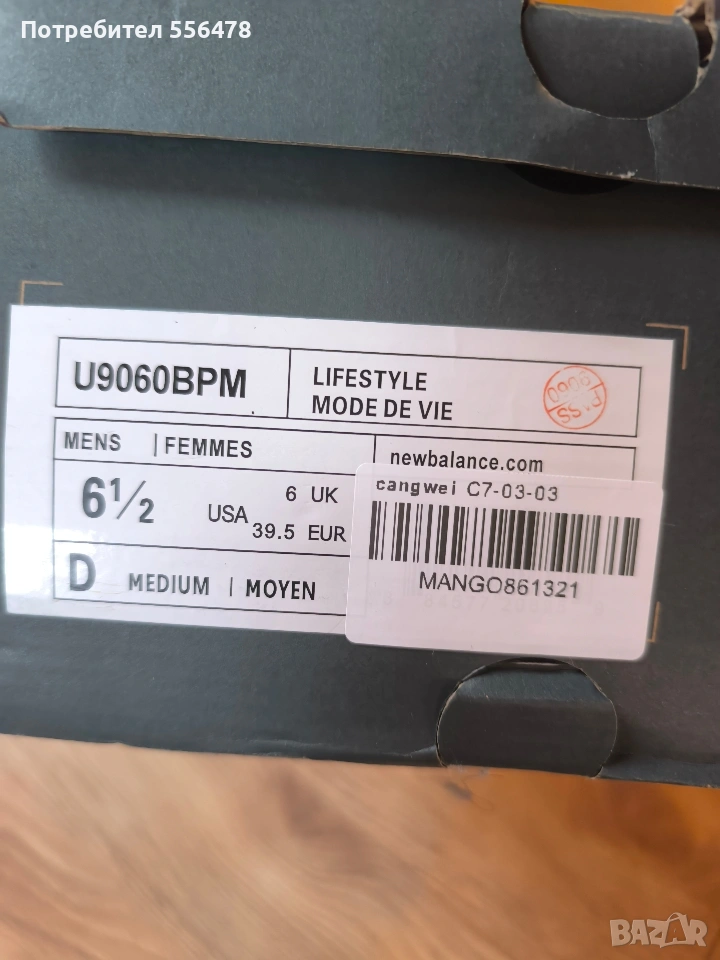 Потребител 556478
U9060BPM
LIFESTYLE
MODE DE VIE
MENS | FEMMES
newbalance.com
6½ USA 6 UK
39.5 EUR
D MEDIUM | MOYEN
cangwei C7-03-03
MANGO861321
BAZAR